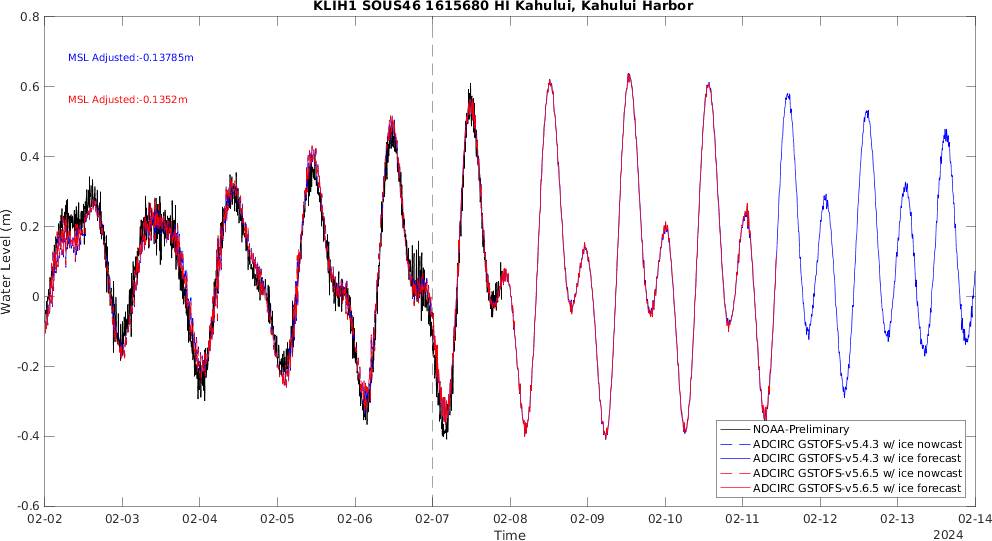 KLIH1 SOUS46 1615680 HI Kahului, Kahului Harbor
0.8
MSL Adjusted:-0.13785m
0.6
MSL Adjusted:-0.1352m
0.4
0.2
Water Level (m)
0
-0.2
-0.4
NOAA-Preliminary
ADCIRC GSTOFS-v5.4.3 w/ ice nowcast
ADCIRC GSTOFS-v5.4.3 w/ ice forecast
ADCIRC GSTOFS-v5.6.5 w/ ice nowcast
ADCIRC GSTOFS-v5.6.5 w/ ice forecast
-0.6
02-02 02-03 02-04 02-05 02-06 02-07 02-08 02-09 02-10 02-11 02-12 02-13 02-14
Time
2024